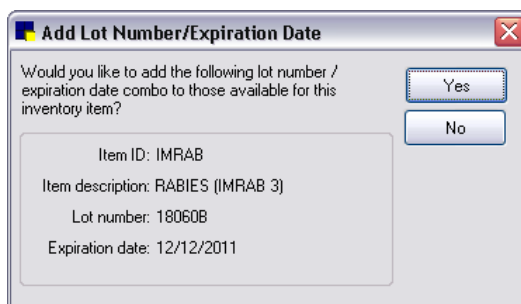 Add Lot Number/Expiration Date
Would you like to add the following lot number /
expiration date combo to those available for this
inventory item?
Yes
No
Item ID: IMRAB
Item description: RABIES (IMRAB 3)
Lot number: 18060B
Expiration date: 12/12/2011